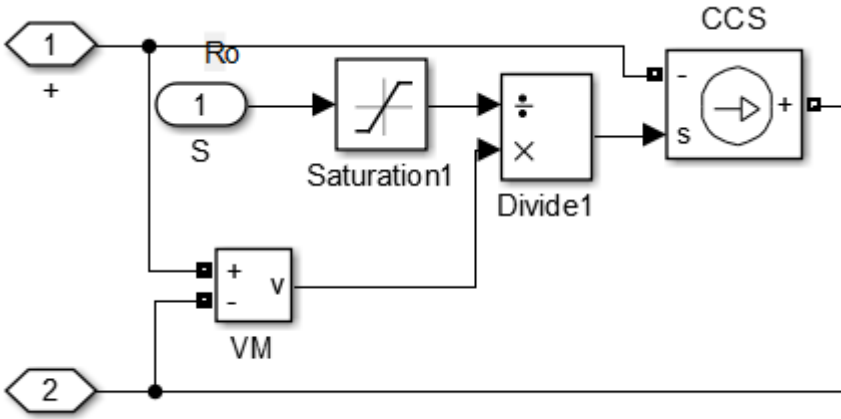 CCS
1
+
Ro
1
S
Saturation1
÷
×
Divide1
-
+
s
+
-
v
VM
2